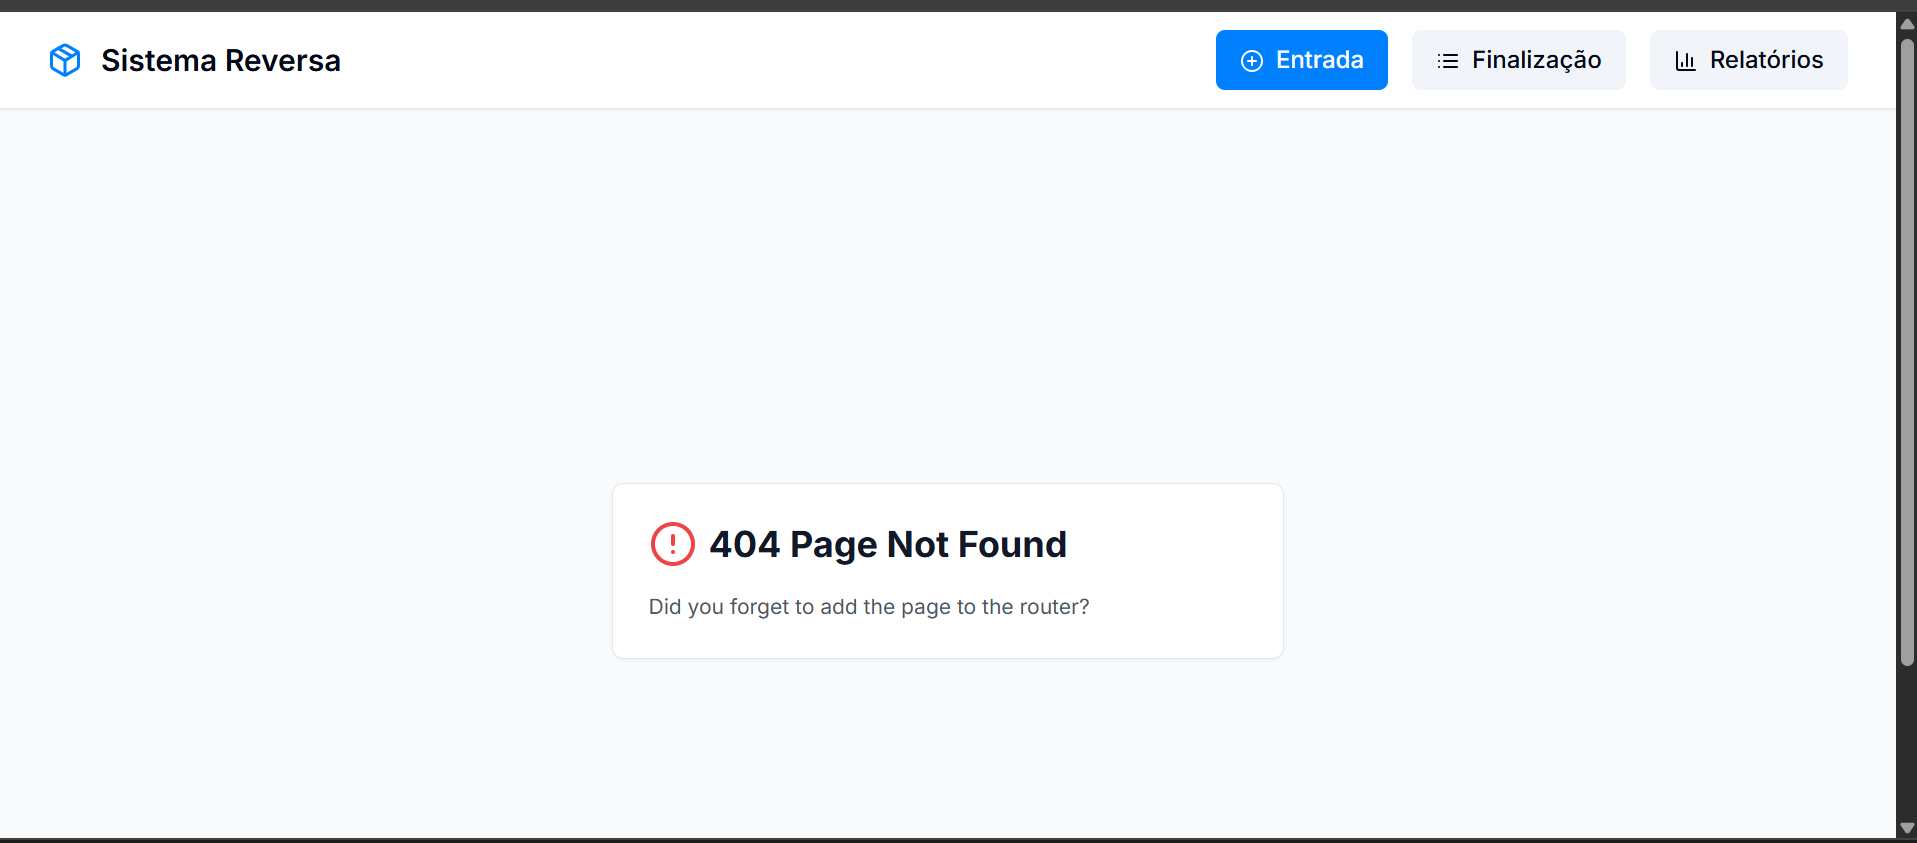 Sistema Reversa
Entrada
Finalização
Relatórios
404 Page Not Found
Did you forget to add the page to the router?